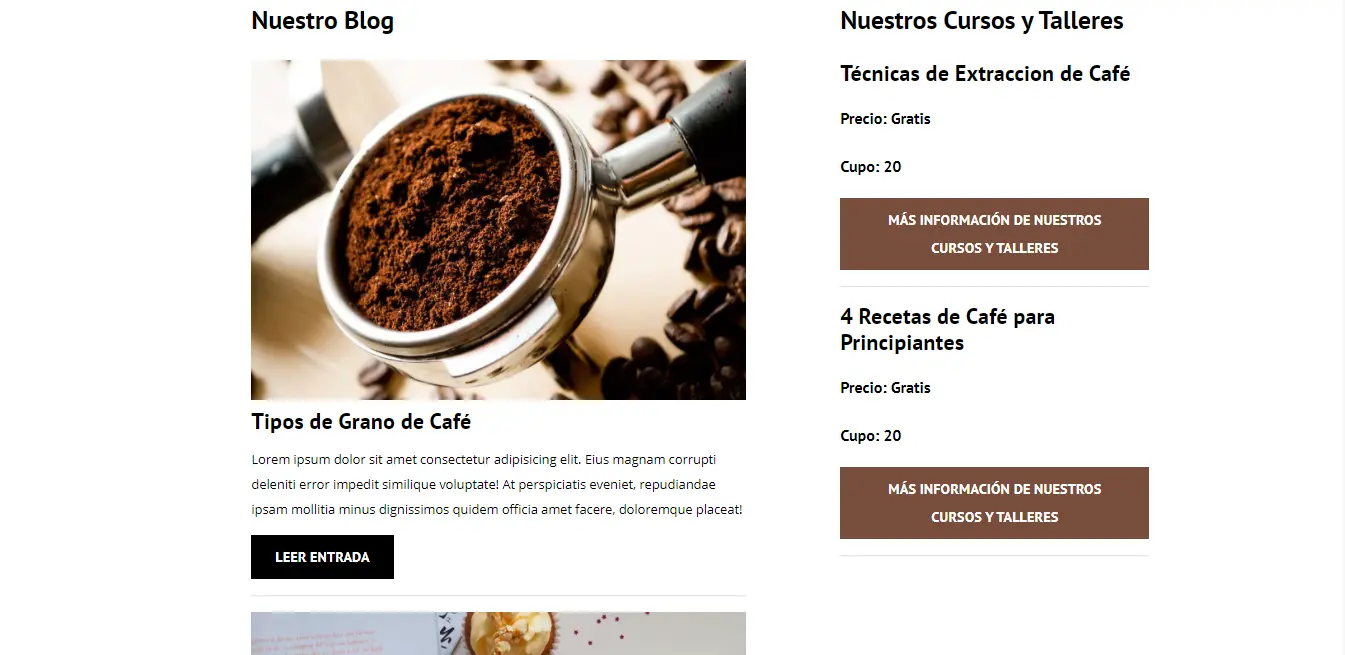 Nuestro Blog
Tipos de Grano de Café
Lorem ipsum dolor sit amet consectetur adipisicing elit. Eius magnam corrupti
deleniti error impedit similique voluptate! At perspiciatis eveniet, repudiandae
ipsam mollitia minus dignissimos quidem officia amet facere, doloremque placeat!
LEER ENTRADA
Nuestros Cursos y Talleres
Técnicas de Extraccion de Café
Precio: Gratis
Cupo: 20
MÁS INFORMACIÓN DE NUESTROS
CURSOS Y TALLERES
4 Recetas de Café para
Principiantes
Precio: Gratis
Cupo: 20
MÁS INFORMACIÓN DE NUESTROS
CURSOS Y TALLERES